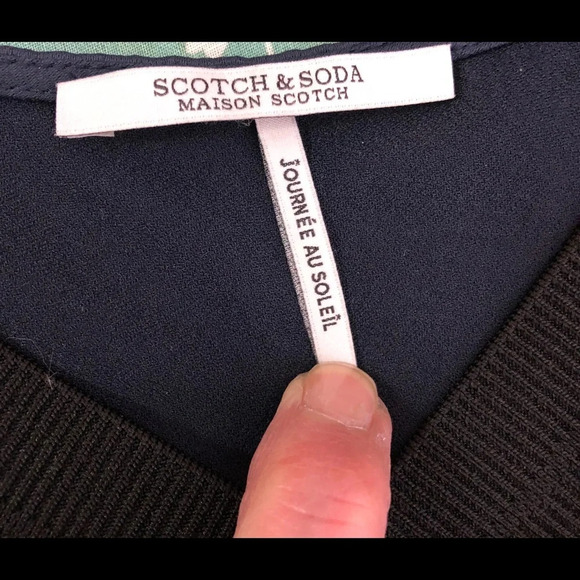 SCOTCH & SODA
MAISON SCOTCH
JOURNÉE AU SOLEIL